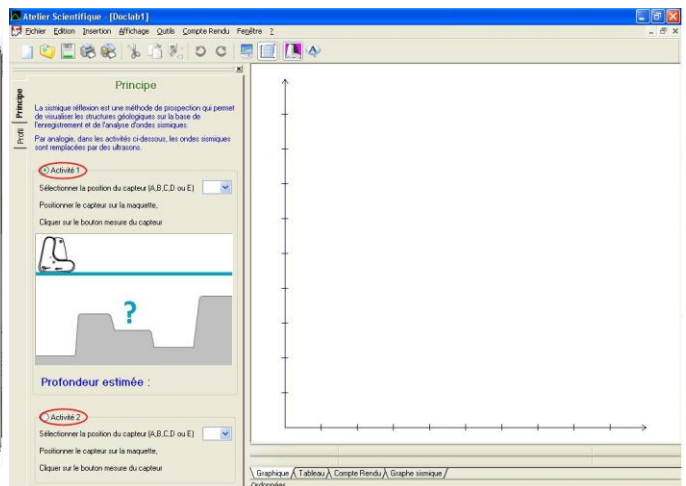 Atelier Scientifique - [Doclab1]
Fichier Edition Insertion Affichage Outils Compte Rendu Fenêtre ?
Principe
Profil
Principe
La sismique réflexion est une méthode de prospection qui permet
de visualiser les structures géologiques sur la base de
l'enregistrement et de l'analyse d'ondes sismiques.
Par analogie, dans les activités ci-dessous, les ondes sismiques
sont remplacées par des ultrasons.
Activité 1
Sélectionner la position du capteur (A,B,C,D ou E)
Positionner le capteur sur la maquette,
Cliquer sur le bouton mesure du capteur
?
Profondeur estimée :
Activité 2
Sélectionner la position du capteur (A,B,C,D ou E)
Positionner le capteur sur la maquette,
Cliquer sur le bouton mesure du capteur
Graphique Tableau Compte Rendu Graphe sismique
Ordonnées